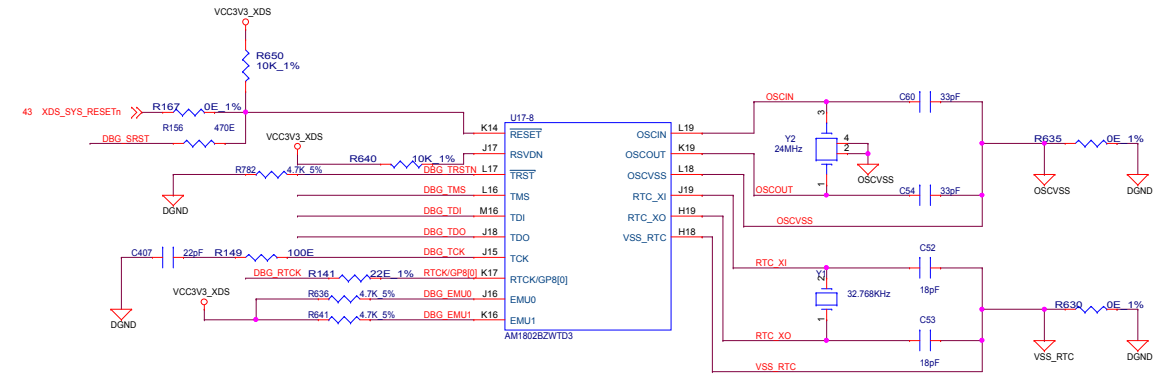 VCC3V3_XDS
R650
10K_1%
43 XDS_SYS_RESETn
R167 0E_1%
R156 470E
DBG_SRST
VCC3V3_XDS
R640 10K_1%
R782 4.7K_5%
DGND
DBG_TRSTN
DBG_TMS
DBG_TDI
DBG_TDO
C407 22pF R149 100E DBG_TCK
DGND
DBG_RTCK R141 22E_1% RTCK/GP8[0]
VCC3V3_XDS
R636 4.7K_5% DBG_EMU0
R641 4.7K_5% DBG_EMU1
U17-8
K14 RESET
J17 RSVDN
L17 TRST
L16 TMS
M16 TDI
J18 TDO
J15 TCK
K17 RTCK/GP8[0]
J16 EMU0
K16 EMU1
OSCIN L19
OSCOUT K19
OSCVSS L18
RTC_XI J19
RTC_XO H19
VSS_RTC H18
AM1802BZWTD3
OSCIN
C60 33pF
3
Y2
24MHz
4
2
OSCVSS
1
OSCOUT
C54 33pF
OSCVSS
R635 0E_1%
OSCVSS
DGND
RTC_XI
C52
18pF
2
Y1
32.768KHz
1
RTC_XO
C53
18pF
VSS_RTC
R630 0E_1%
VSS_RTC
DGND